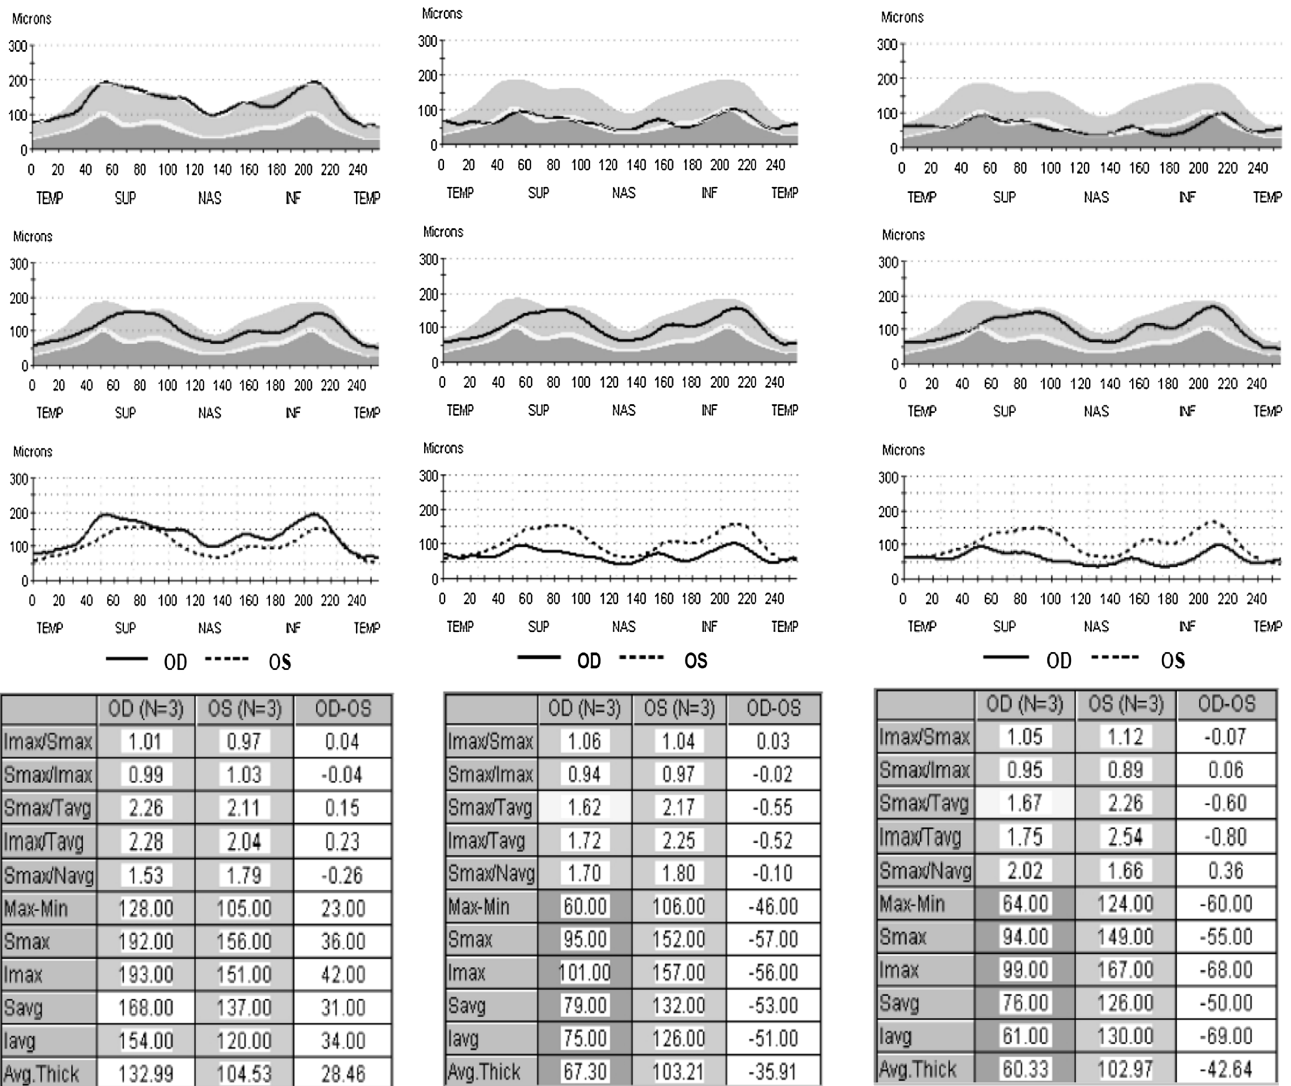 Microns
300
200
100
0
0 20 40 60 80 100 120 140 160 180 200 220 240
TEMP SUP NAS INF TEMP
Microns
300
200
100
0
0 20 40 60 80 100 120 140 160 180 200 220 240
TEMP SUP NAS INF TEMP
Microns
300
200
100
0
0 20 40 60 80 100 120 140 160 180 200 220 240
TEMP SUP NAS INF TEMP
OD OS
OD (N=3) OS (N=3) OD-OS
Imax/Smax 1.01 0.97 0.04
Smax/Imax 0.99 1.03 -0.04
Smax/Tavg 2.26 2.11 0.15
Imax/Tavg 2.28 2.04 0.23
Smax/Navg 1.53 1.79 -0.26
Max-Min 128.00 105.00 23.00
Smax 192.00 156.00 36.00
Imax 193.00 151.00 42.00
Savg 168.00 137.00 31.00
Iavg 154.00 120.00 34.00
Avg.Thick 132.99 104.53 28.46
Microns
300
200
100
0
0 20 40 60 80 100 120 140 160 180 200 220 240
TEMP SUP NAS INF TEMP
Microns
300
200
100
0
0 20 40 60 80 100 120 140 160 180 200 220 240
TEMP SUP NAS INF TEMP
Microns
300
200
100
0
0 20 40 60 80 100 120 140 160 180 200 220 240
TEMP SUP NAS INF TEMP
OD OS
OD (N=3) OS (N=3) OD-OS
Imax/Smax 1.06 1.04 0.03
Smax/Imax 0.94 0.97 -0.02
Smax/Tavg 1.62 2.17 -0.55
Imax/Tavg 1.72 2.25 -0.52
Smax/Navg 1.70 1.80 -0.10
Max-Min 60.00 106.00 -46.00
Smax 95.00 152.00 -57.00
Imax 101.00 157.00 -56.00
Savg 79.00 132.00 -53.00
Iavg 75.00 126.00 -51.00
Avg.Thick 67.30 103.21 -35.91
Microns
300
200
100
0
0 20 40 60 80 100 120 140 160 180 200 220 240
TEMP SUP NAS INF TEMP
Microns
300
200
100
0
0 20 40 60 80 100 120 140 160 180 200 220 240
TEMP SUP NAS INF TEMP
Microns
300
200
100
0
0 20 40 60 80 100 120 140 160 180 200 220 240
TEMP SUP NAS INF TEMP
OD OS
OD (N=3) OS (N=3) OD-OS
Imax/Smax 1.05 1.12 -0.07
Smax/Imax 0.95 0.89 0.06
Smax/Tavg 1.67 2.26 -0.60
Imax/Tavg 1.75 2.54 -0.80
Smax/Navg 2.02 1.66 0.36
Max-Min 64.00 124.00 -60.00
Smax 94.00 149.00 -55.00
Imax 99.00 167.00 -68.00
Savg 76.00 126.00 -50.00
Iavg 61.00 130.00 -69.00
Avg.Thick 60.33 102.97 -42.64